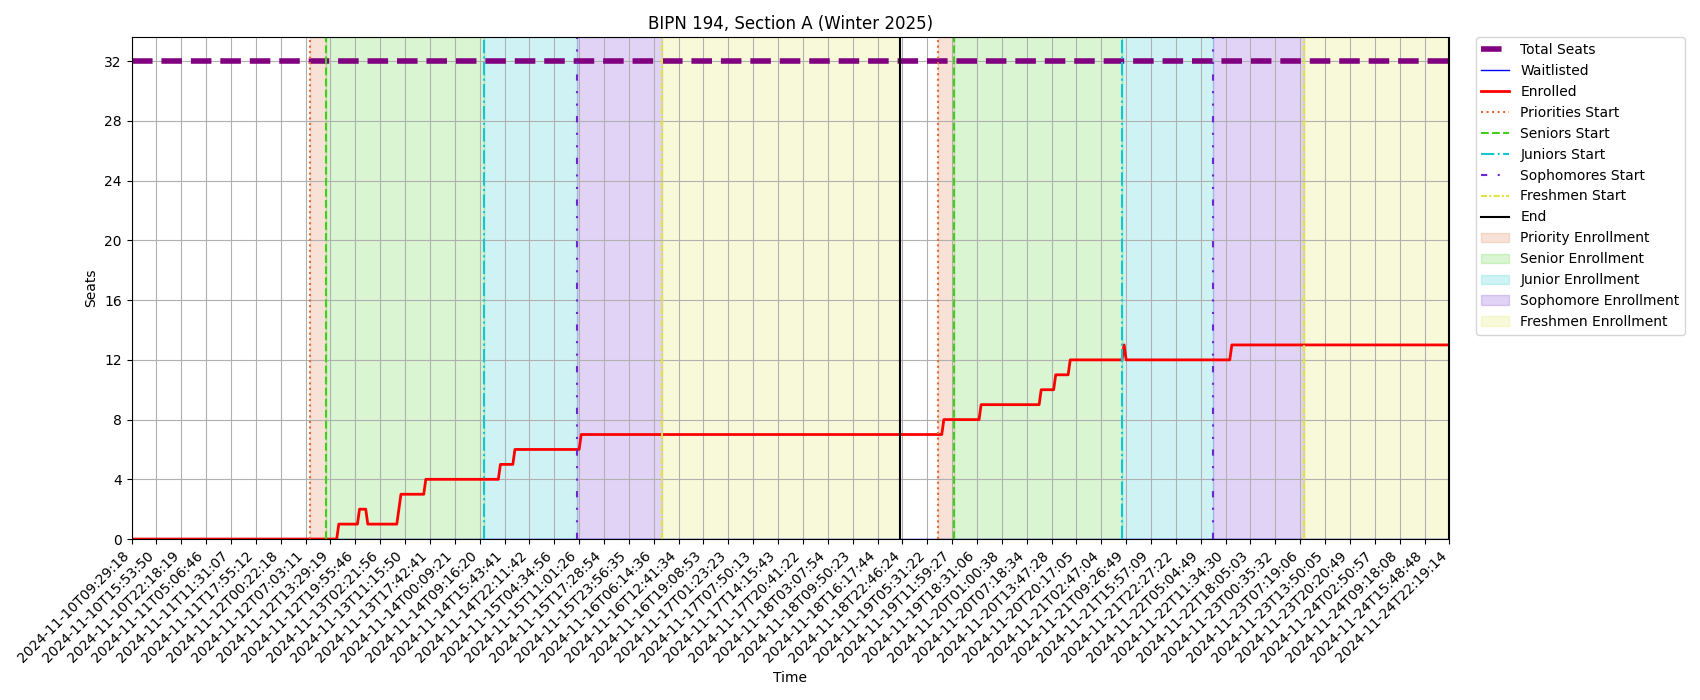 BIPN 194, Section A (Winter 2025)
Seats
32
28
24
20
16
12
8
4
0
2024-11-10T09:29:18
2024-11-10T15:53:50
2024-11-10T22:18:19
2024-11-11T05:06:46
2024-11-11T11:31:07
2024-11-11T17:55:12
2024-11-12T00:22:18
2024-11-12T07:03:11
2024-11-12T13:29:19
2024-11-12T19:55:46
2024-11-13T02:21:56
2024-11-13T11:15:50
2024-11-13T17:42:41
2024-11-14T00:09:21
2024-11-14T09:16:20
2024-11-14T15:43:41
2024-11-14T22:11:42
2024-11-15T04:34:56
2024-11-15T11:01:26
2024-11-15T17:28:54
2024-11-15T23:56:35
2024-11-16T06:14:36
2024-11-16T12:41:34
2024-11-16T19:08:53
2024-11-17T01:23:23
2024-11-17T07:50:13
2024-11-17T14:15:43
2024-11-17T20:41:22
2024-11-18T03:07:54
2024-11-18T09:50:23
2024-11-18T16:17:44
2024-11-18T22:46:24
2024-11-19T05:31:22
2024-11-19T11:59:27
2024-11-19T18:31:06
2024-11-20T01:00:38
2024-11-20T07:18:34
2024-11-20T13:47:28
2024-11-20T20:17:05
2024-11-21T02:47:04
2024-11-21T09:26:49
2024-11-21T15:57:09
2024-11-21T22:27:22
2024-11-22T05:04:49
2024-11-22T11:34:30
2024-11-22T18:05:03
2024-11-23T00:35:32
2024-11-23T07:19:06
2024-11-23T13:50:05
2024-11-23T20:20:49
2024-11-24T02:50:57
2024-11-24T09:18:08
2024-11-24T15:48:48
2024-11-24T22:19:14
Time
Total Seats
Waitlisted
Enrolled
Priorities Start
Seniors Start
Juniors Start
Sophomores Start
Freshmen Start
End
Priority Enrollment
Senior Enrollment
Junior Enrollment
Sophomore Enrollment
Freshmen Enrollment